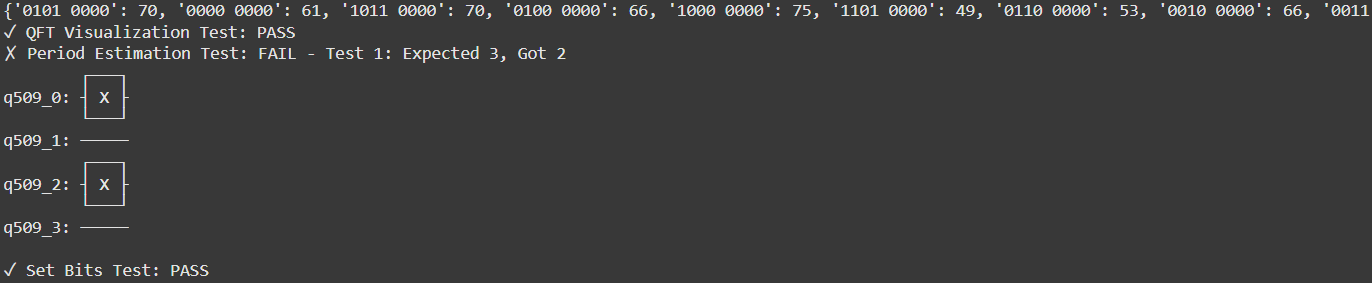 {'0101 0000': 70, '0000 0000': 61, '1011 0000': 70, '0100 0000': 66, '1000 0000': 75, '1101 0000': 49, '0110 0000': 53, '0010 0000': 66, '0011
✓ QFT Visualization Test: PASS
✗ Period Estimation Test: FAIL - Test 1: Expected 3, Got 2
q509_0: ┤ X ├
q509_1: ─────
q509_2: ┤ X ├
q509_3: ─────
✓ Set Bits Test: PASS